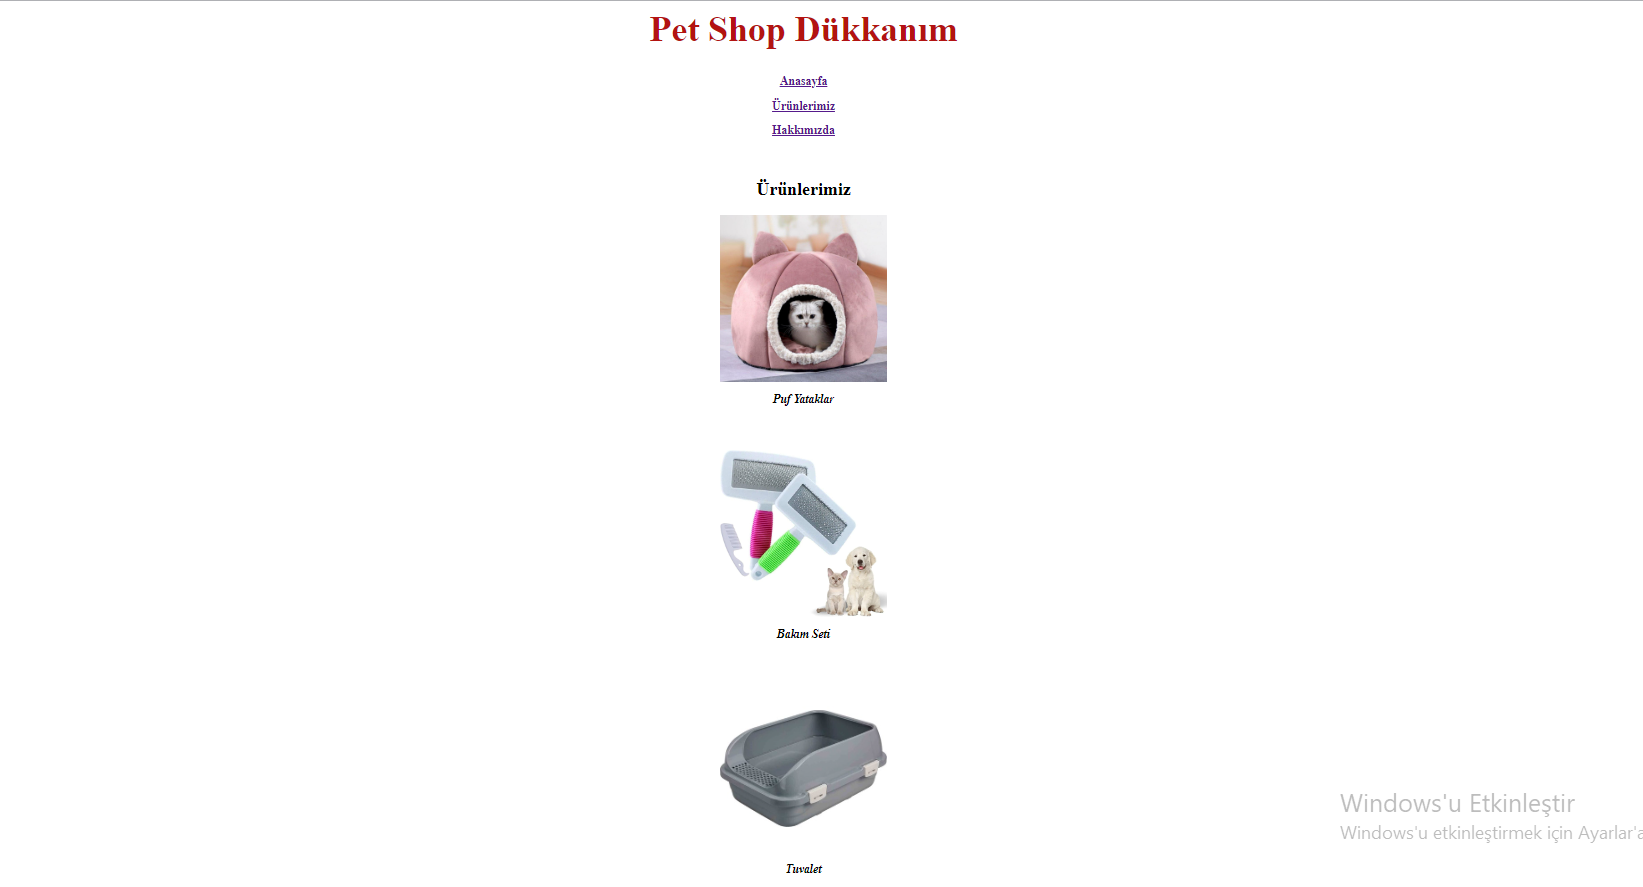 Pet Shop Dükkanım
Anasayfa
Ürünlerimiz
Hakkımızda
Ürünlerimiz
Puf Yataklar
Bakım Seti
Windows'u Etkinleştir
Windows'u etkinleştirmek için Ayarlar'a
Tuvalet